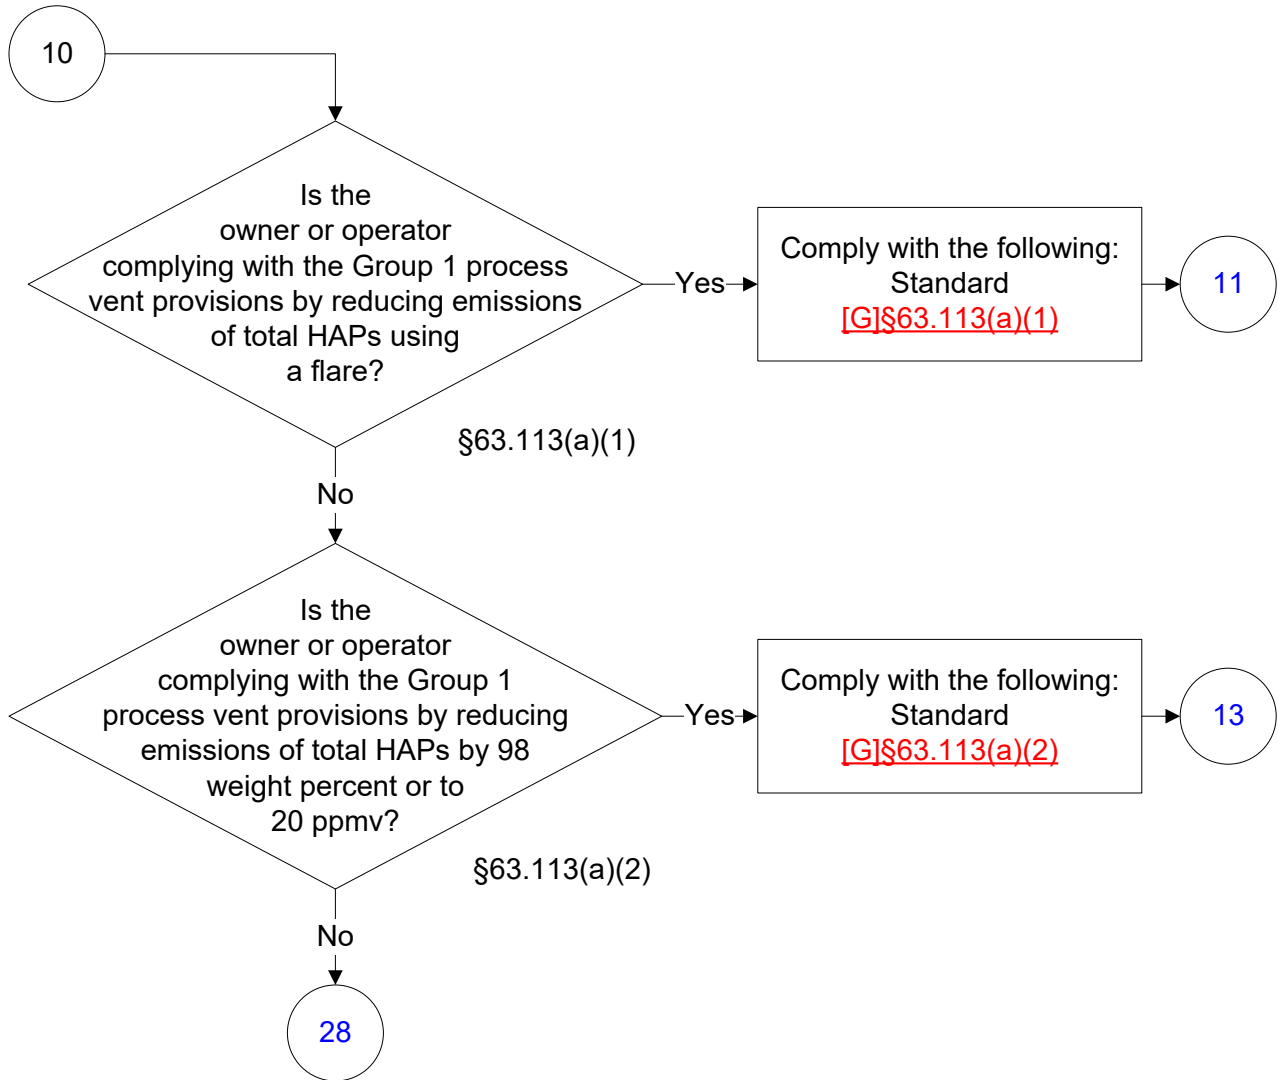 10
Is the
owner or operator
complying with the Group 1 process
vent provisions by reducing emissions
of total HAPs using
a flare?
Yes
Comply with the following:
Standard
[G]§63.113(a)(1)
11
§63.113(a)(1)
No
Is the
owner or operator
complying with the Group 1
process vent provisions by reducing
emissions of total HAPs by 98
weight percent or to
20 ppmv?
Yes
Comply with the following:
Standard
[G]§63.113(a)(2)
13
§63.113(a)(2)
No
28